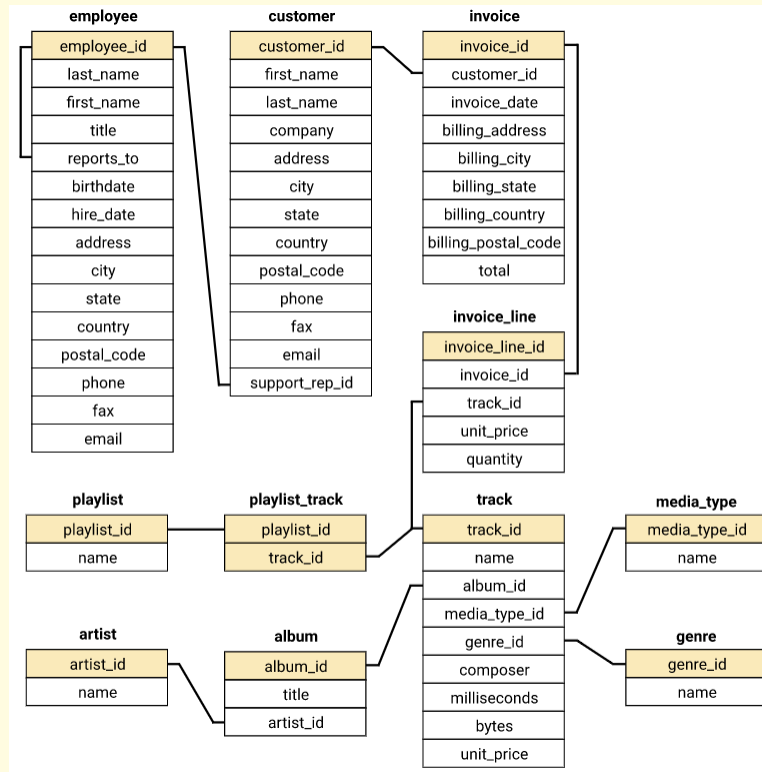 employee
employee_id
last_name
first_name
title
reports_to
birthdate
hire_date
address
city
state
country
postal_code
phone
fax
email
customer
customer_id
first_name
last_name
company
address
city
state
country
postal_code
phone
fax
email
support_rep_id
invoice
invoice_id
customer_id
invoice_date
billing_address
billing_city
billing_state
billing_country
billing_postal_code
total
invoice_line
invoice_line_id
invoice_id
track_id
unit_price
quantity
playlist
playlist_id
name
playlist_track
playlist_id
track_id
track
track_id
name
album_id
media_type_id
genre_id
composer
milliseconds
bytes
unit_price
media_type
media_type_id
name
artist
artist_id
name
album
album_id
title
artist_id
genre
genre_id
name